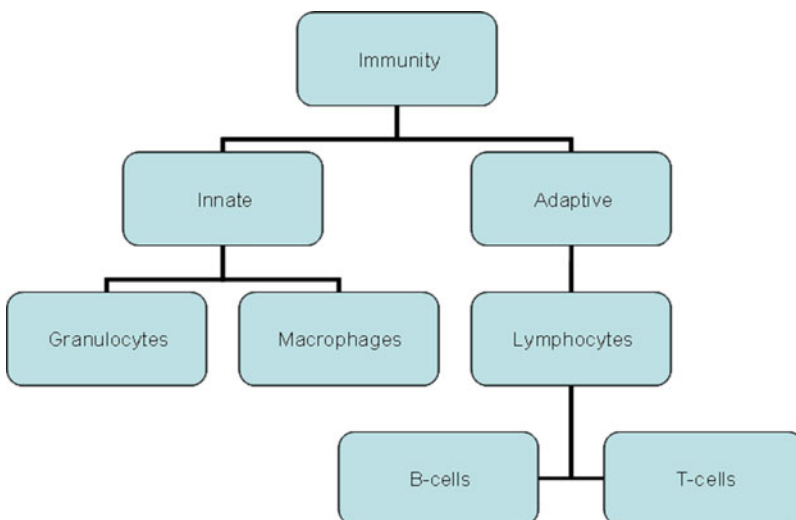 Immunity
Innate
Adaptive
Granulocytes
Macrophages
Lymphocytes
B-cells
T-cells